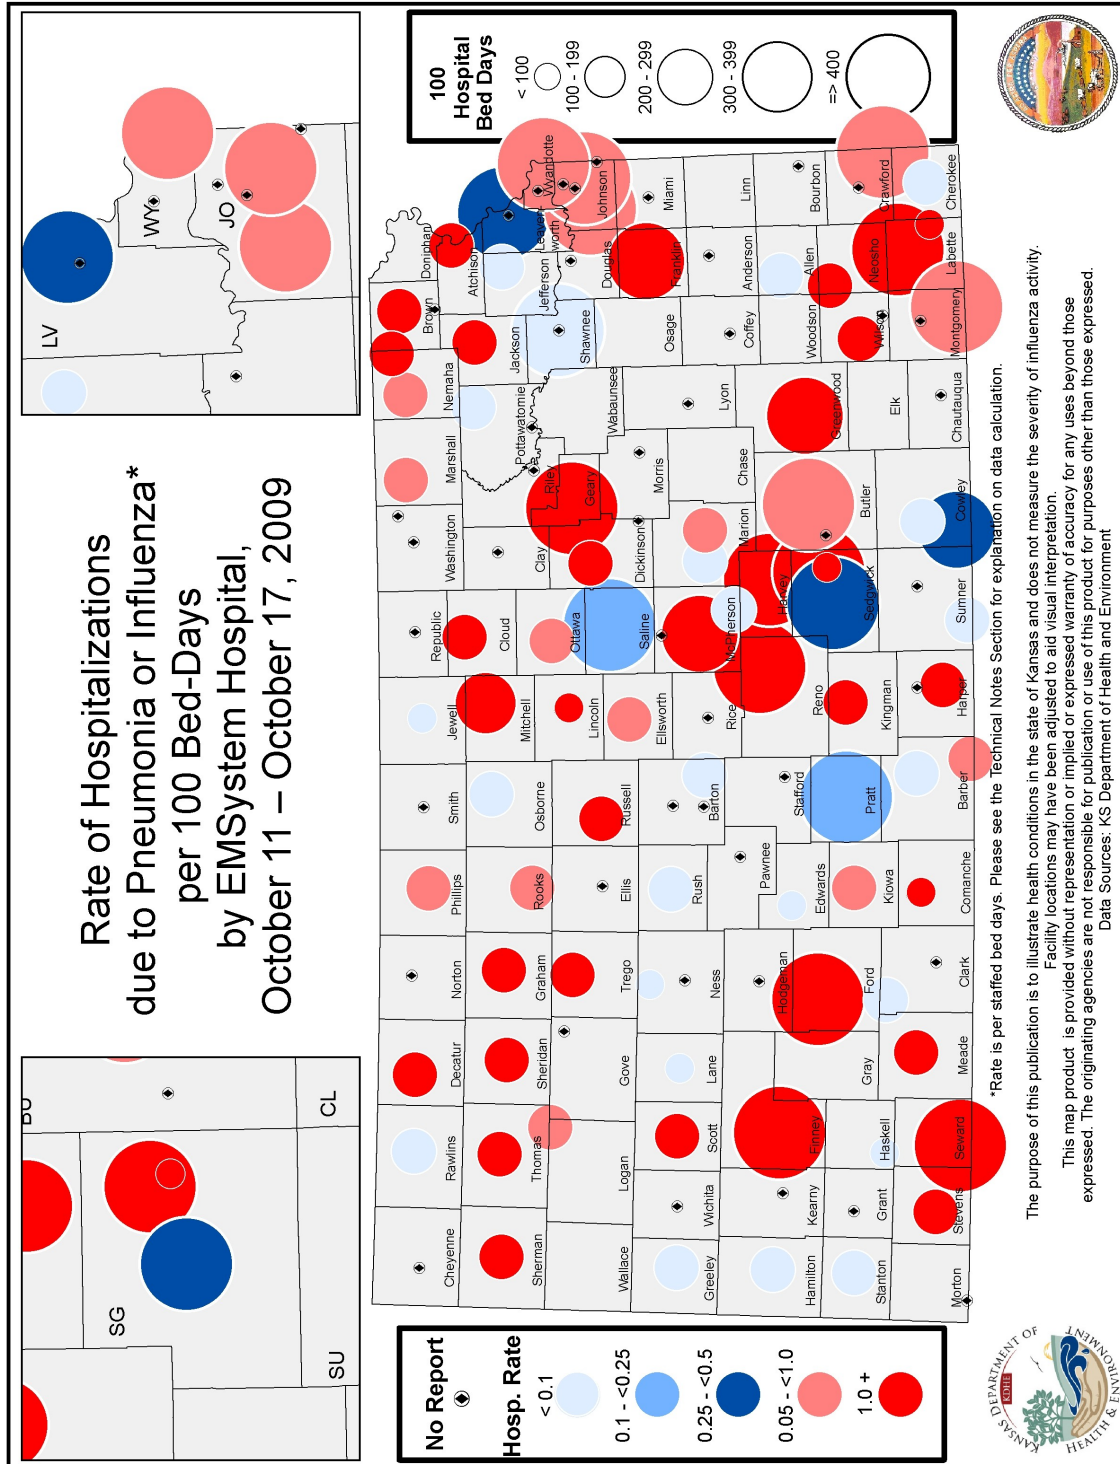 Rate of Hospitalizations
due to Pneumonia or Influenza*
per 100 Bed-Days
by EMSystem Hospital,
October 11 – October 17, 2009
BU
SG
SU
CL
LV
WY
JO
No Report
Hosp. Rate
< 0.1
0.1 - <0.25
0.25 - <0.5
0.05 - <1.0
1.0 +
100
Hospital
Bed Days
< 100
100 - 199
200 - 299
300 - 399
=> 400
Cheyenne
Rawlins
Decatur
Norton
Phillips
Smith
Jewell
Republic
Washington
Marshall
Nemaha
Brown
Doniphan
Sherman
Thomas
Sheridan
Graham
Rooks
Osborne
Mitchell
Cloud
Clay
Riley
Pottawatomie
Jackson
Atchison
Jefferson
Leaven
worth
Wyandotte
Wallace
Logan
Gove
Trego
Ellis
Russell
Lincoln
Ottawa
Saline
Dickinson
Geary
Wabaunsee
Shawnee
Douglas
Johnson
Greeley
Wichita
Scott
Lane
Ness
Rush
Barton
Ellsworth
Rice
McPherson
Marion
Morris
Chase
Lyon
Osage
Coffey
Franklin
Anderson
Miami
Linn
Hamilton
Kearny
Finney
Hodgeman
Pawnee
Edwards
Stafford
Reno
Harvey
Sedgwick
Butler
Greenwood
Woodson
Allen
Bourbon
Stanton
Grant
Haskell
Gray
Ford
Kiowa
Pratt
Kingman
Elk
Wilson
Neosho
Crawford
Morton
Stevens
Seward
Meade
Clark
Comanche
Barber
Harper
Sumner
Cowley
Chautauqua
Montgomery
Labette
Cherokee
*Rate is per staffed bed days. Please see the Technical Notes Section for explanation on data calculation.
The purpose of this publication is to illustrate health conditions in the state of Kansas and does not measure the severity of influenza activity.
Facility locations may have been adjusted to aid visual interpretation.
This map product is provided without representation or implied or expressed warranty of accuracy for any uses beyond those
expressed. The originating agencies are not responsible for publication or use of this product for purposes other than those expressed.
Data Sources: KS Department of Health and Environment
KANSAS DEPARTMENT OF
KDHE
HEALTH & ENVIRONMENT